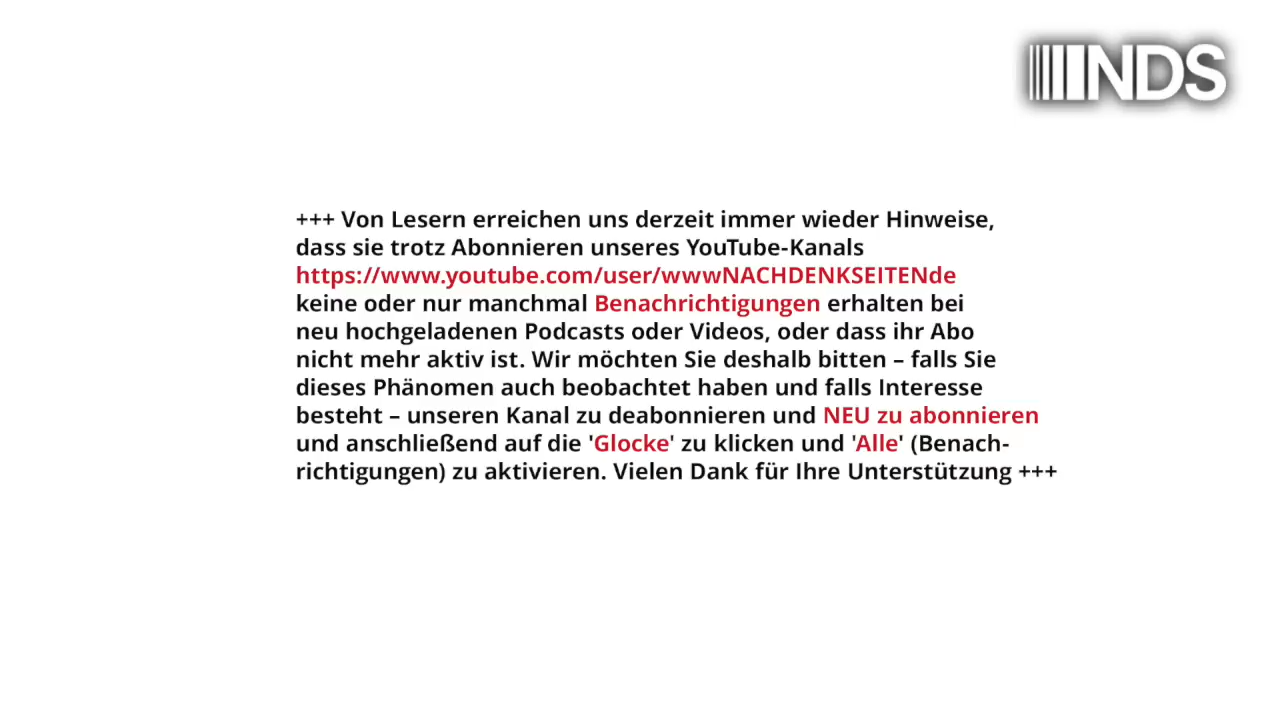 NDS
+++ Von Lesern erreichen uns derzeit immer wieder Hinweise,
dass sie trotz Abonnieren unseres YouTube-Kanals
https://www.youtube.com/user/wwwNACHDENKSEITENde
keine oder nur manchmal Benachrichtigungen erhalten bei
neu hochgeladenen Podcasts oder Videos, oder dass ihr Abo
nicht mehr aktiv ist. Wir möchten Sie deshalb bitten – falls Sie
dieses Phänomen auch beobachtet haben und falls Interesse
besteht – unseren Kanal zu deabonnieren und NEU zu abonnieren
und anschließend auf die 'Glocke' zu klicken und 'Alle' (Benach-
richtigungen) zu aktivieren. Vielen Dank für Ihre Unterstützung +++